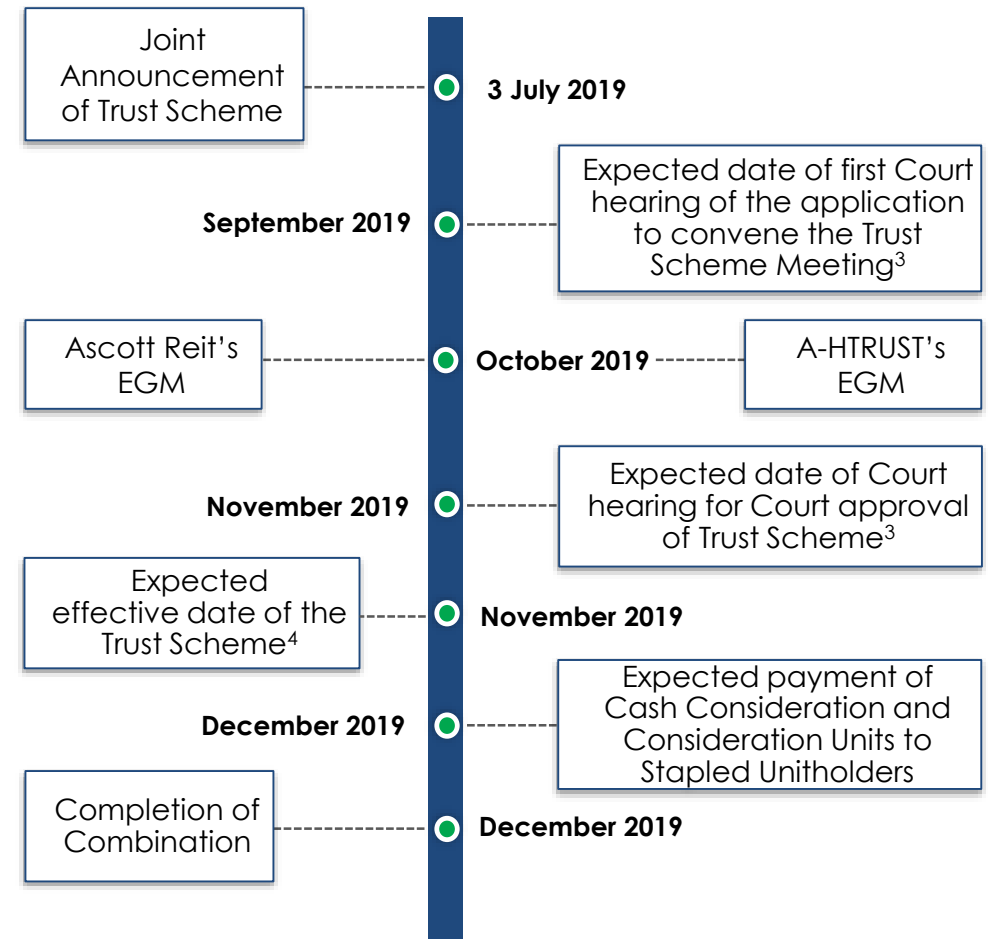 Joint
Announcement
of Trust Scheme
3 July 2019
September 2019
Expected date of first Court
hearing of the application
to convene the Trust
Scheme Meeting³
Ascott Reit’s
EGM
October 2019
A-HTRUST’s
EGM
November 2019
Expected date of Court
hearing for Court approval
of Trust Scheme³
Expected
effective date of the
Trust Scheme⁴
November 2019
December 2019
Expected payment of
Cash Consideration and
Consideration Units to
Stapled Unitholders
Completion of
Combination
December 2019